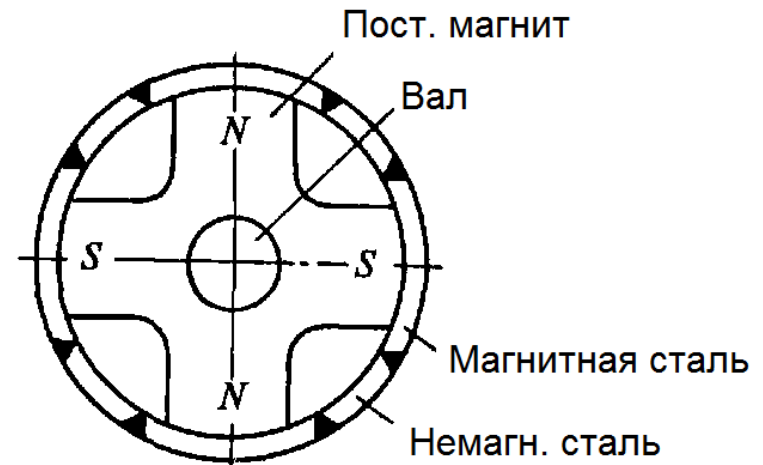 Пост. магнит
Вал
N
S
S
Магнитная сталь
N
Немагн. сталь